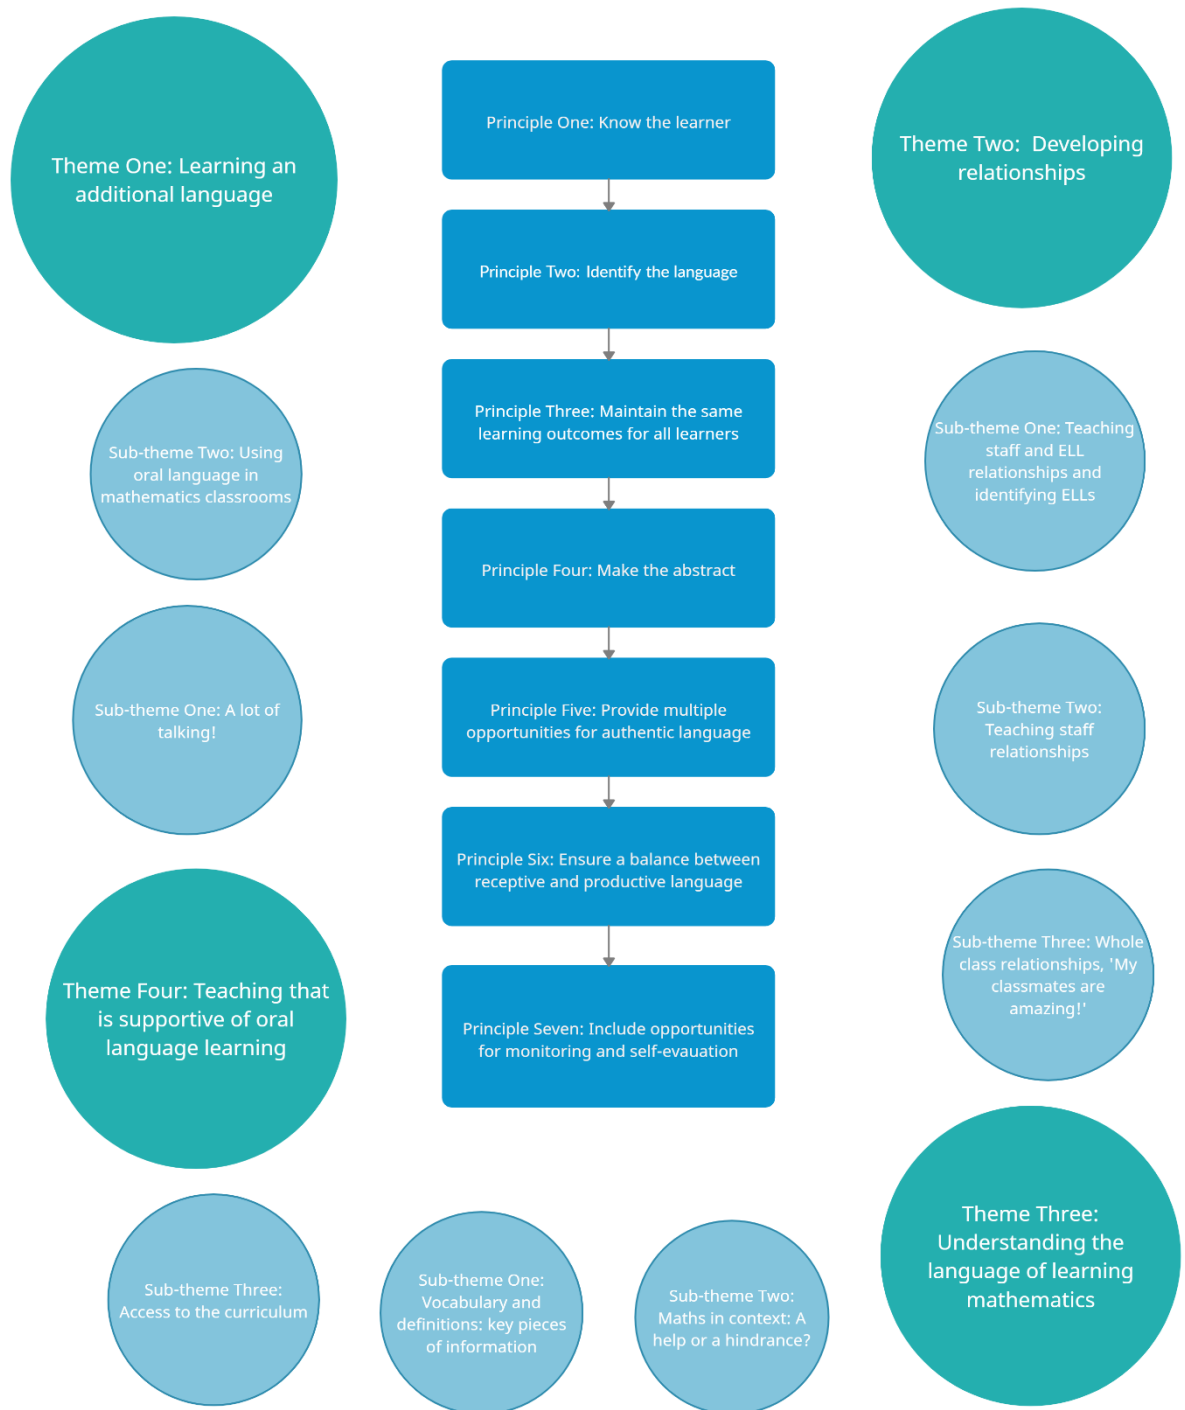 Theme One: Learning an
additional language
Sub-theme Two: Using
oral language in
mathematics classrooms
Sub-theme One: A lot of
talking!
Theme Four: Teaching that
is supportive of oral
language learning
Sub-theme Three:
Access to the curriculum
Principle One: Know the learner
Principle Two: Identify the language
Principle Three: Maintain the same
learning outcomes for all learners
Principle Four: Make the abstract
Principle Five: Provide multiple
opportunities for authentic language
Principle Six: Ensure a balance between
receptive and productive language
Principle Seven: Include opportunities
for monitoring and self-evauation
Sub-theme One:
Vocabulary and
definitions: key pieces
of information
Sub-theme Two:
Maths in context: A
help or a hindrance?
Theme Two:  Developing
relationships
Sub-theme One: Teaching
staff and ELL
relationships and
identifying ELLs
Sub-theme Two:
Teaching staff
relationships
Sub-theme Three: Whole
class relationships, 'My
classmates are
amazing!'
Theme Three:
Understanding the
language of learning
mathematics